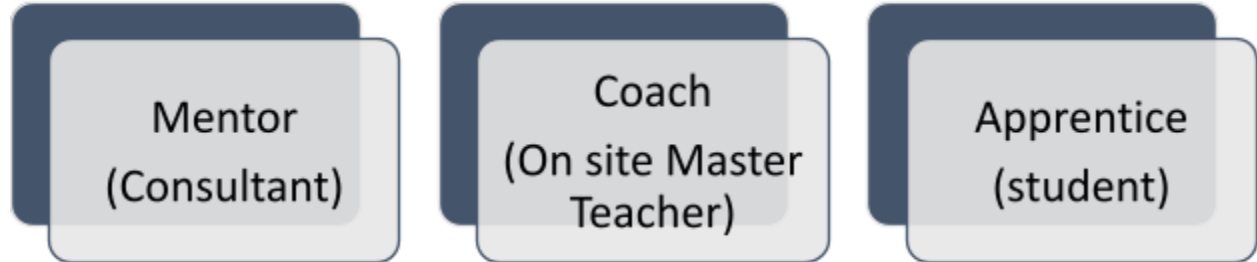 Mentor
(Consultant)
Coach
(On site Master
Teacher)
Apprentice
(student)